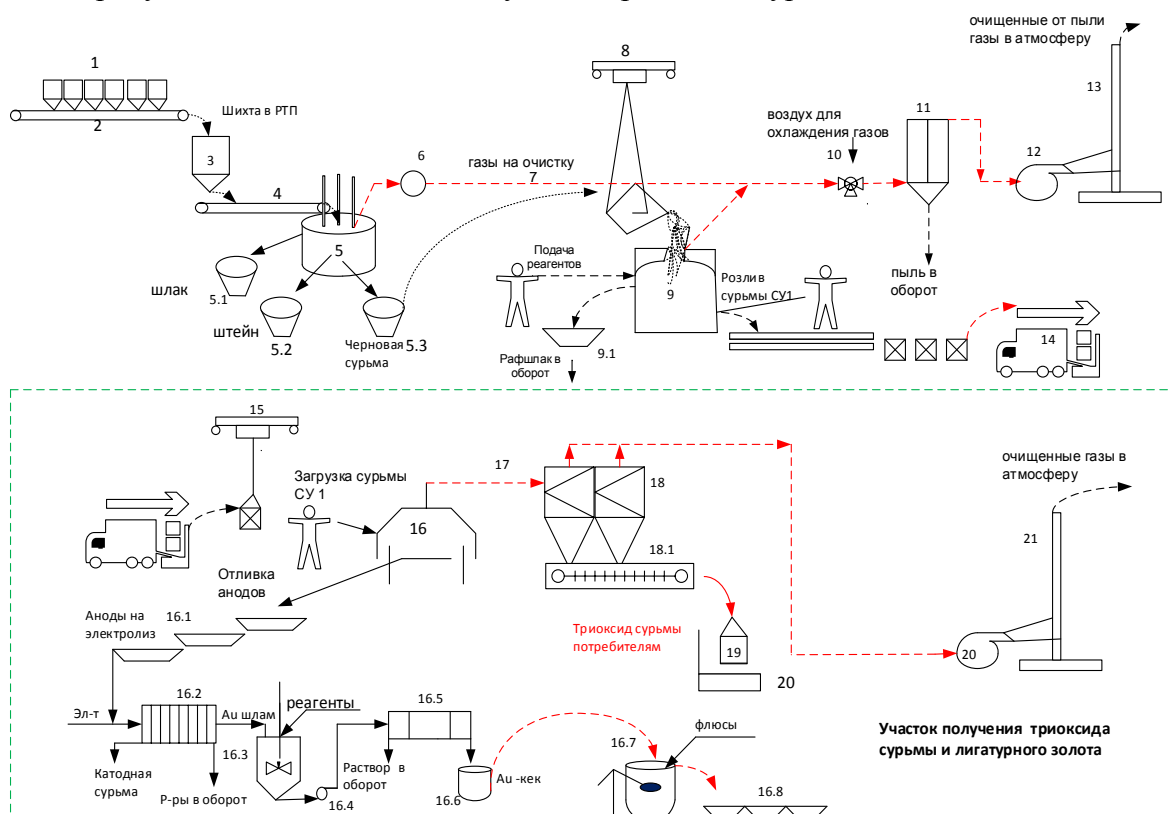 очищенные от пыли
газы в атмосферу
1
2
Шихта в РТП
3
4
5
5.1
шлак
5.2
штейн
5.3
Черновая
сурьма
6
газы на очистку
7
8
Подача
реагентов
9
9.1
Рафшлак в
оборот
Розлив
сурьмы СУ1
воздух для
охлаждения газов
10
11
12
13
пыль в
оборот
14
15
Загрузка сурьмы
СУ 1
16
17
18
18.1
очищенные газы в
атмосферу
21
Отливка
анодов
Аноды на
электролиз
16.1
Триоксид сурьмы
потребителям
19
20
20
Эл-т
16.2
Au шлам
реагенты
16.3
Катодная
сурьма
Р-ры в оборот
16.4
16.5
Раствор в
оборот
16.6
Au -кек
16.7
флюсы
16.8
Участок получения триоксида
сурьмы и лигатурного золота